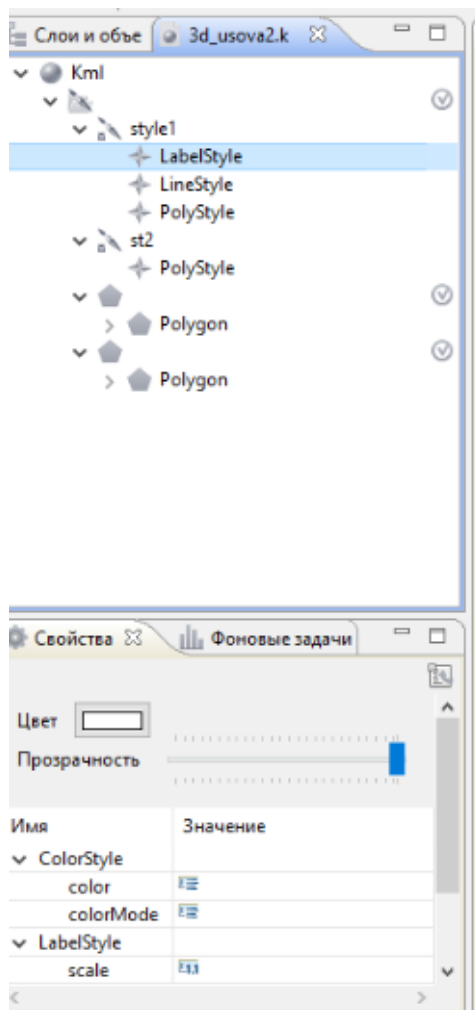 Слои и объе 3d_usova2.k
Kml
style1
LabelStyle
LineStyle
PolyStyle
st2
PolyStyle
Polygon
Polygon
Свойства Фоновые задачи
Цвет
Прозрачность
Имя Значение
ColorStyle
color
colorMode
LabelStyle
scale